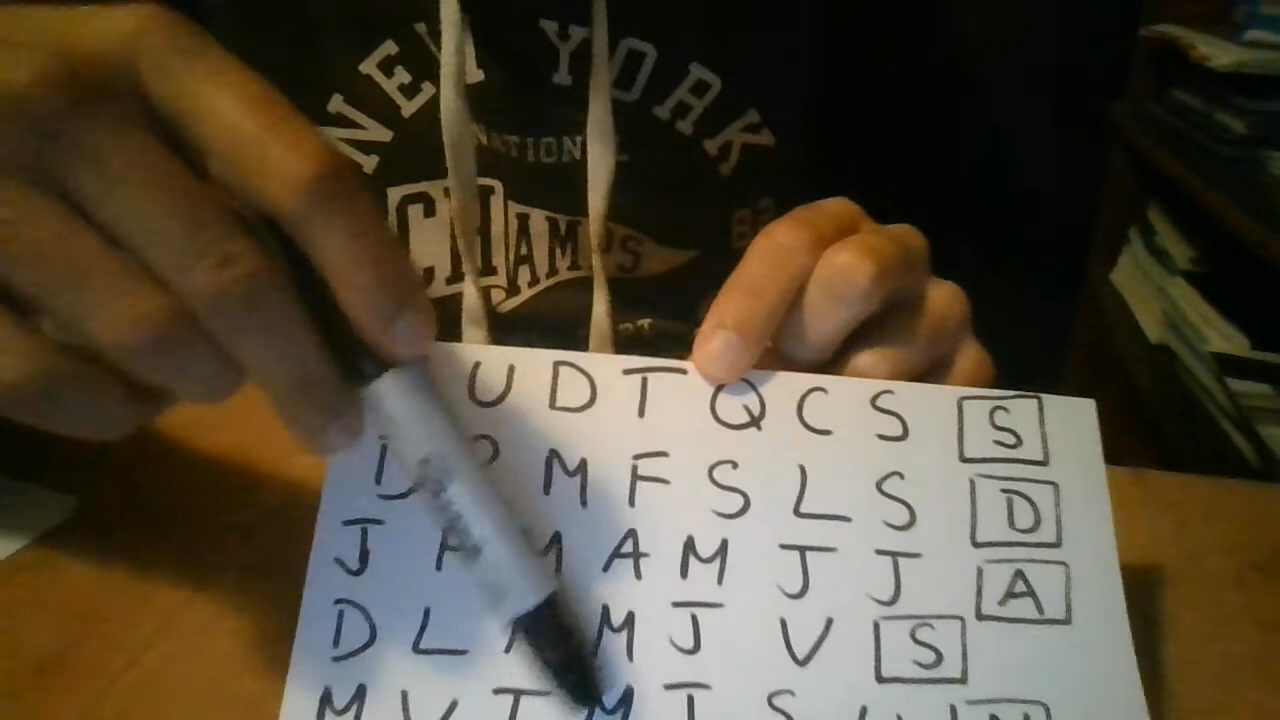 NEW YORK
NATIONAL
CHAMPS
U D T Q C S S
D M F S L S D
J A M A M J J A
D L M M J V S
M V T M J S U N